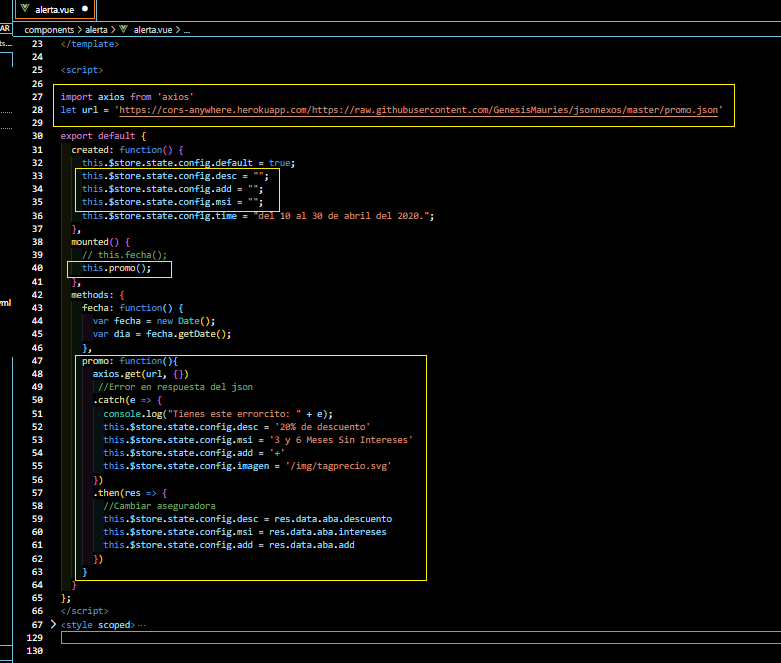 alerta.vue
components > alerta > alerta.vue > ...
AR
ts...
yml
23 </template>
24
25 <script>
26
27 import axios from 'axios'
28 let url = 'https://cors-anywhere.herokuapp.com/https://raw.githubusercontent.com/GenesisMauries/jsonnexos/master/promo.json'
29
30 export default {
31 created: function() {
32 this.$store.state.config.default = true;
33 this.$store.state.config.desc = "";
34 this.$store.state.config.add = "";
35 this.$store.state.config.msi = "";
36 this.$store.state.config.time = "del 10 al 30 de abril del 2020.";
37 },
38 mounted() {
39 // this.fecha();
40 this.promo();
41 },
42 methods: {
43 fecha: function() {
44 var fecha = new Date();
45 var dia = fecha.getDate();
46 },
47 promo: function(){
48 axios.get(url, {})
49 //Error en respuesta del json
50 .catch(e => {
51 console.log("Tienes este errorcito: " + e);
52 this.$store.state.config.desc = '20% de descuento'
53 this.$store.state.config.msi = '3 y 6 Meses Sin Intereses'
54 this.$store.state.config.add = '+'
55 this.$store.state.config.imagen = '/img/tagprecio.svg'
56 })
57 .then(res => {
58 //Cambiar aseguradora
59 this.$store.state.config.desc = res.data.aba.descuento
60 this.$store.state.config.msi = res.data.aba.intereses
61 this.$store.state.config.add = res.data.aba.add
62 })
63 }
64 }
65 };
66 </script>
67 <style scoped>...
129
130